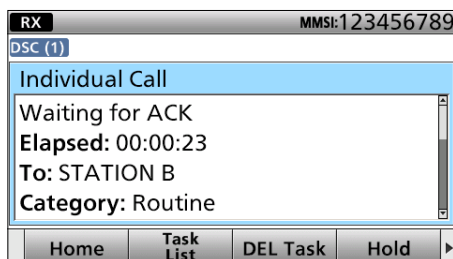 RX MMSI:123456789
DSC (1)
Individual Call
Waiting for ACK
Elapsed: 00:00:23
To: STATION B
Category: Routine
Home Task List DEL Task Hold